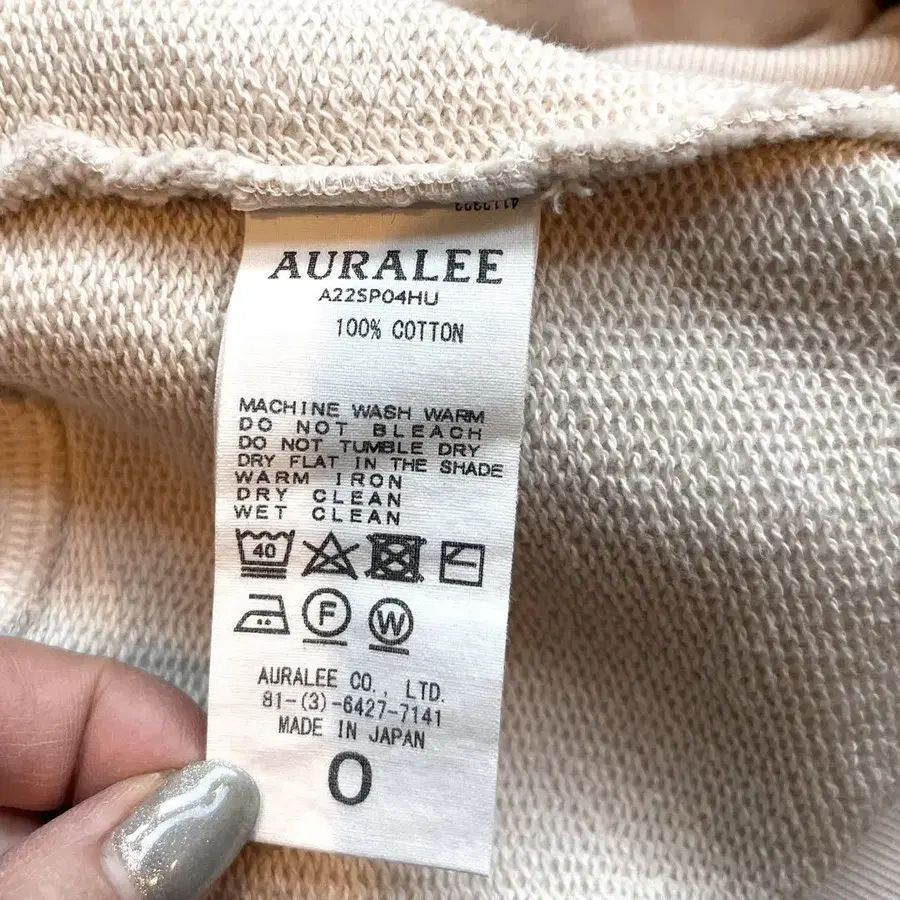 AURALEE
A22SP04HU
100% COTTON
MACHINE WASH WARM
DO NOT BLEACH
DO NOT TUMBLE DRY
DRY FLAT IN THE SHADE
WARM IRON
DRY CLEAN
WET CLEAN
40
F
W
AURALEE CO., LTD.
81-(3)-6427-7141
MADE IN JAPAN
0